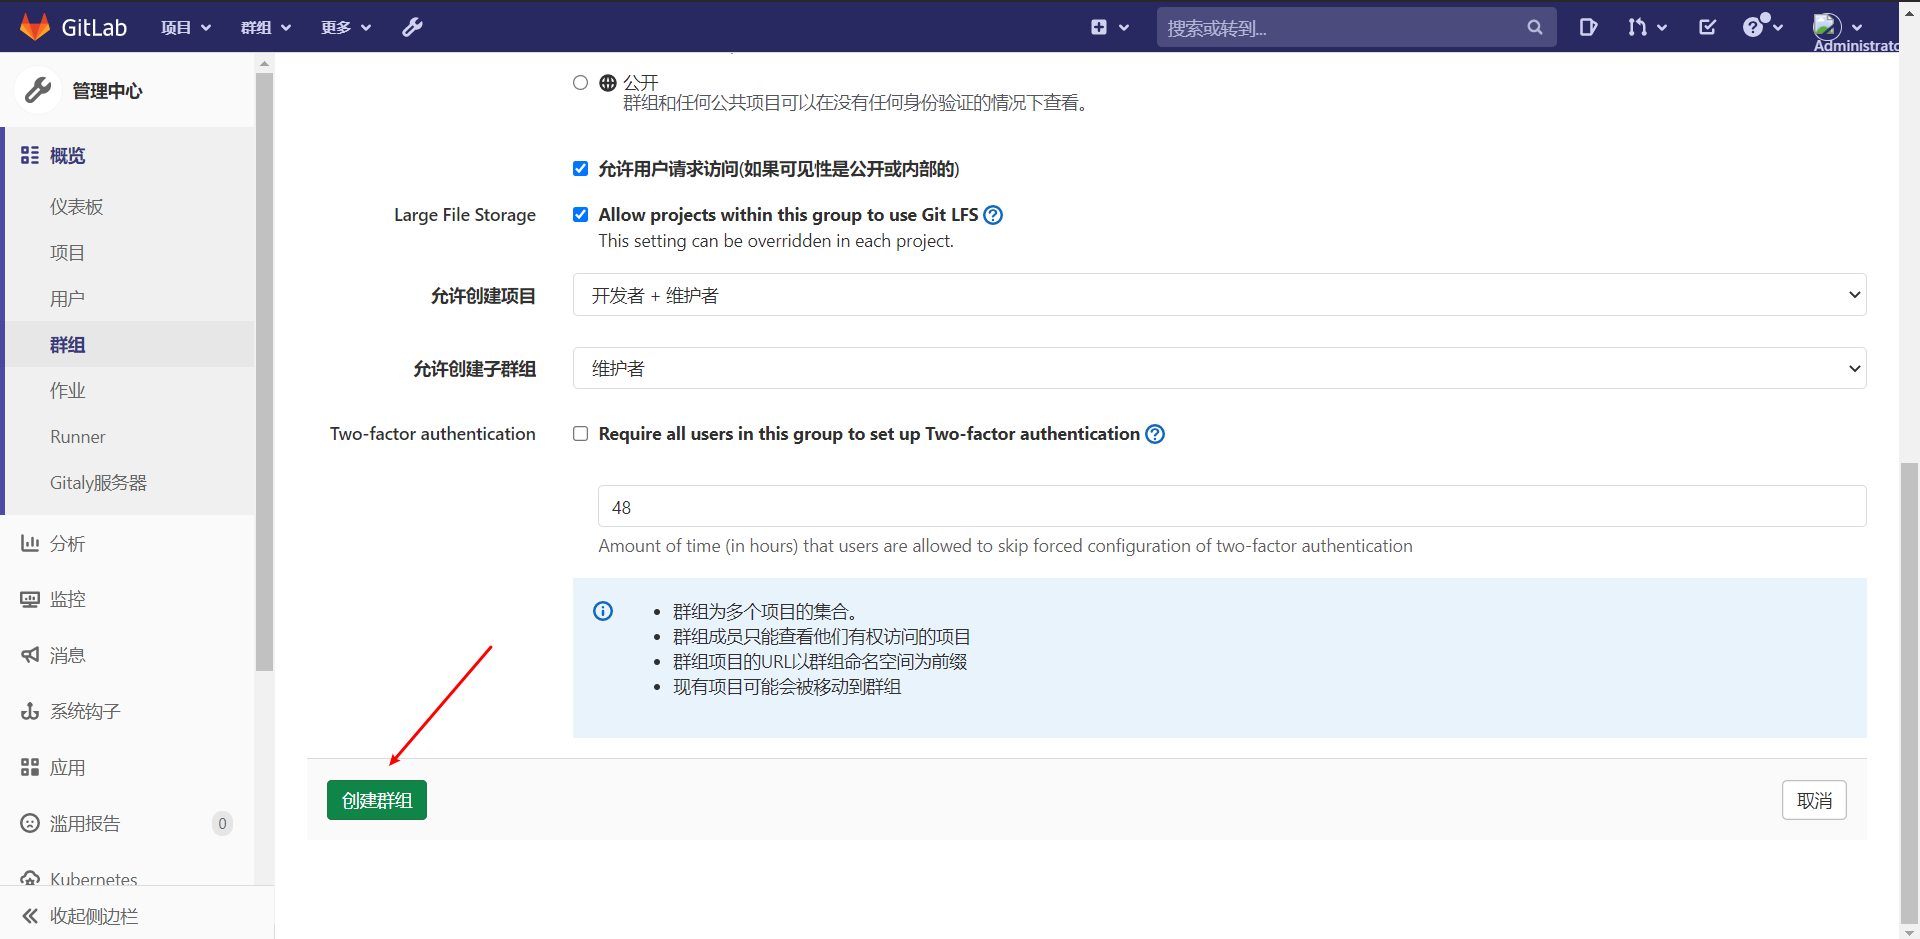 GitLab
项目
群组
更多
搜索或转到...
Administrato
管理中心
概览
仪表板
项目
用户
群组
作业
Runner
Gitaly服务器
分析
监控
消息
系统钩子
应用
滥用报告
0
Kubernetes
收起侧边栏
公开
群组和任何公共项目可以在没有任何身份验证的情况下查看。
允许用户请求访问(如果可见性是公开或内部的)
Large File Storage
Allow projects within this group to use Git LFS
This setting can be overridden in each project.
允许创建项目
开发者 + 维护者
允许创建子群组
维护者
Two-factor authentication
Require all users in this group to set up Two-factor authentication
48
Amount of time (in hours) that users are allowed to skip forced configuration of two-factor authentication
• 群组为多个项目的集合。
• 群组成员只能查看他们有权访问的项目
• 群组项目的URL以群组命名空间为前缀
• 现有项目可能会被移动到群组
创建群组
取消